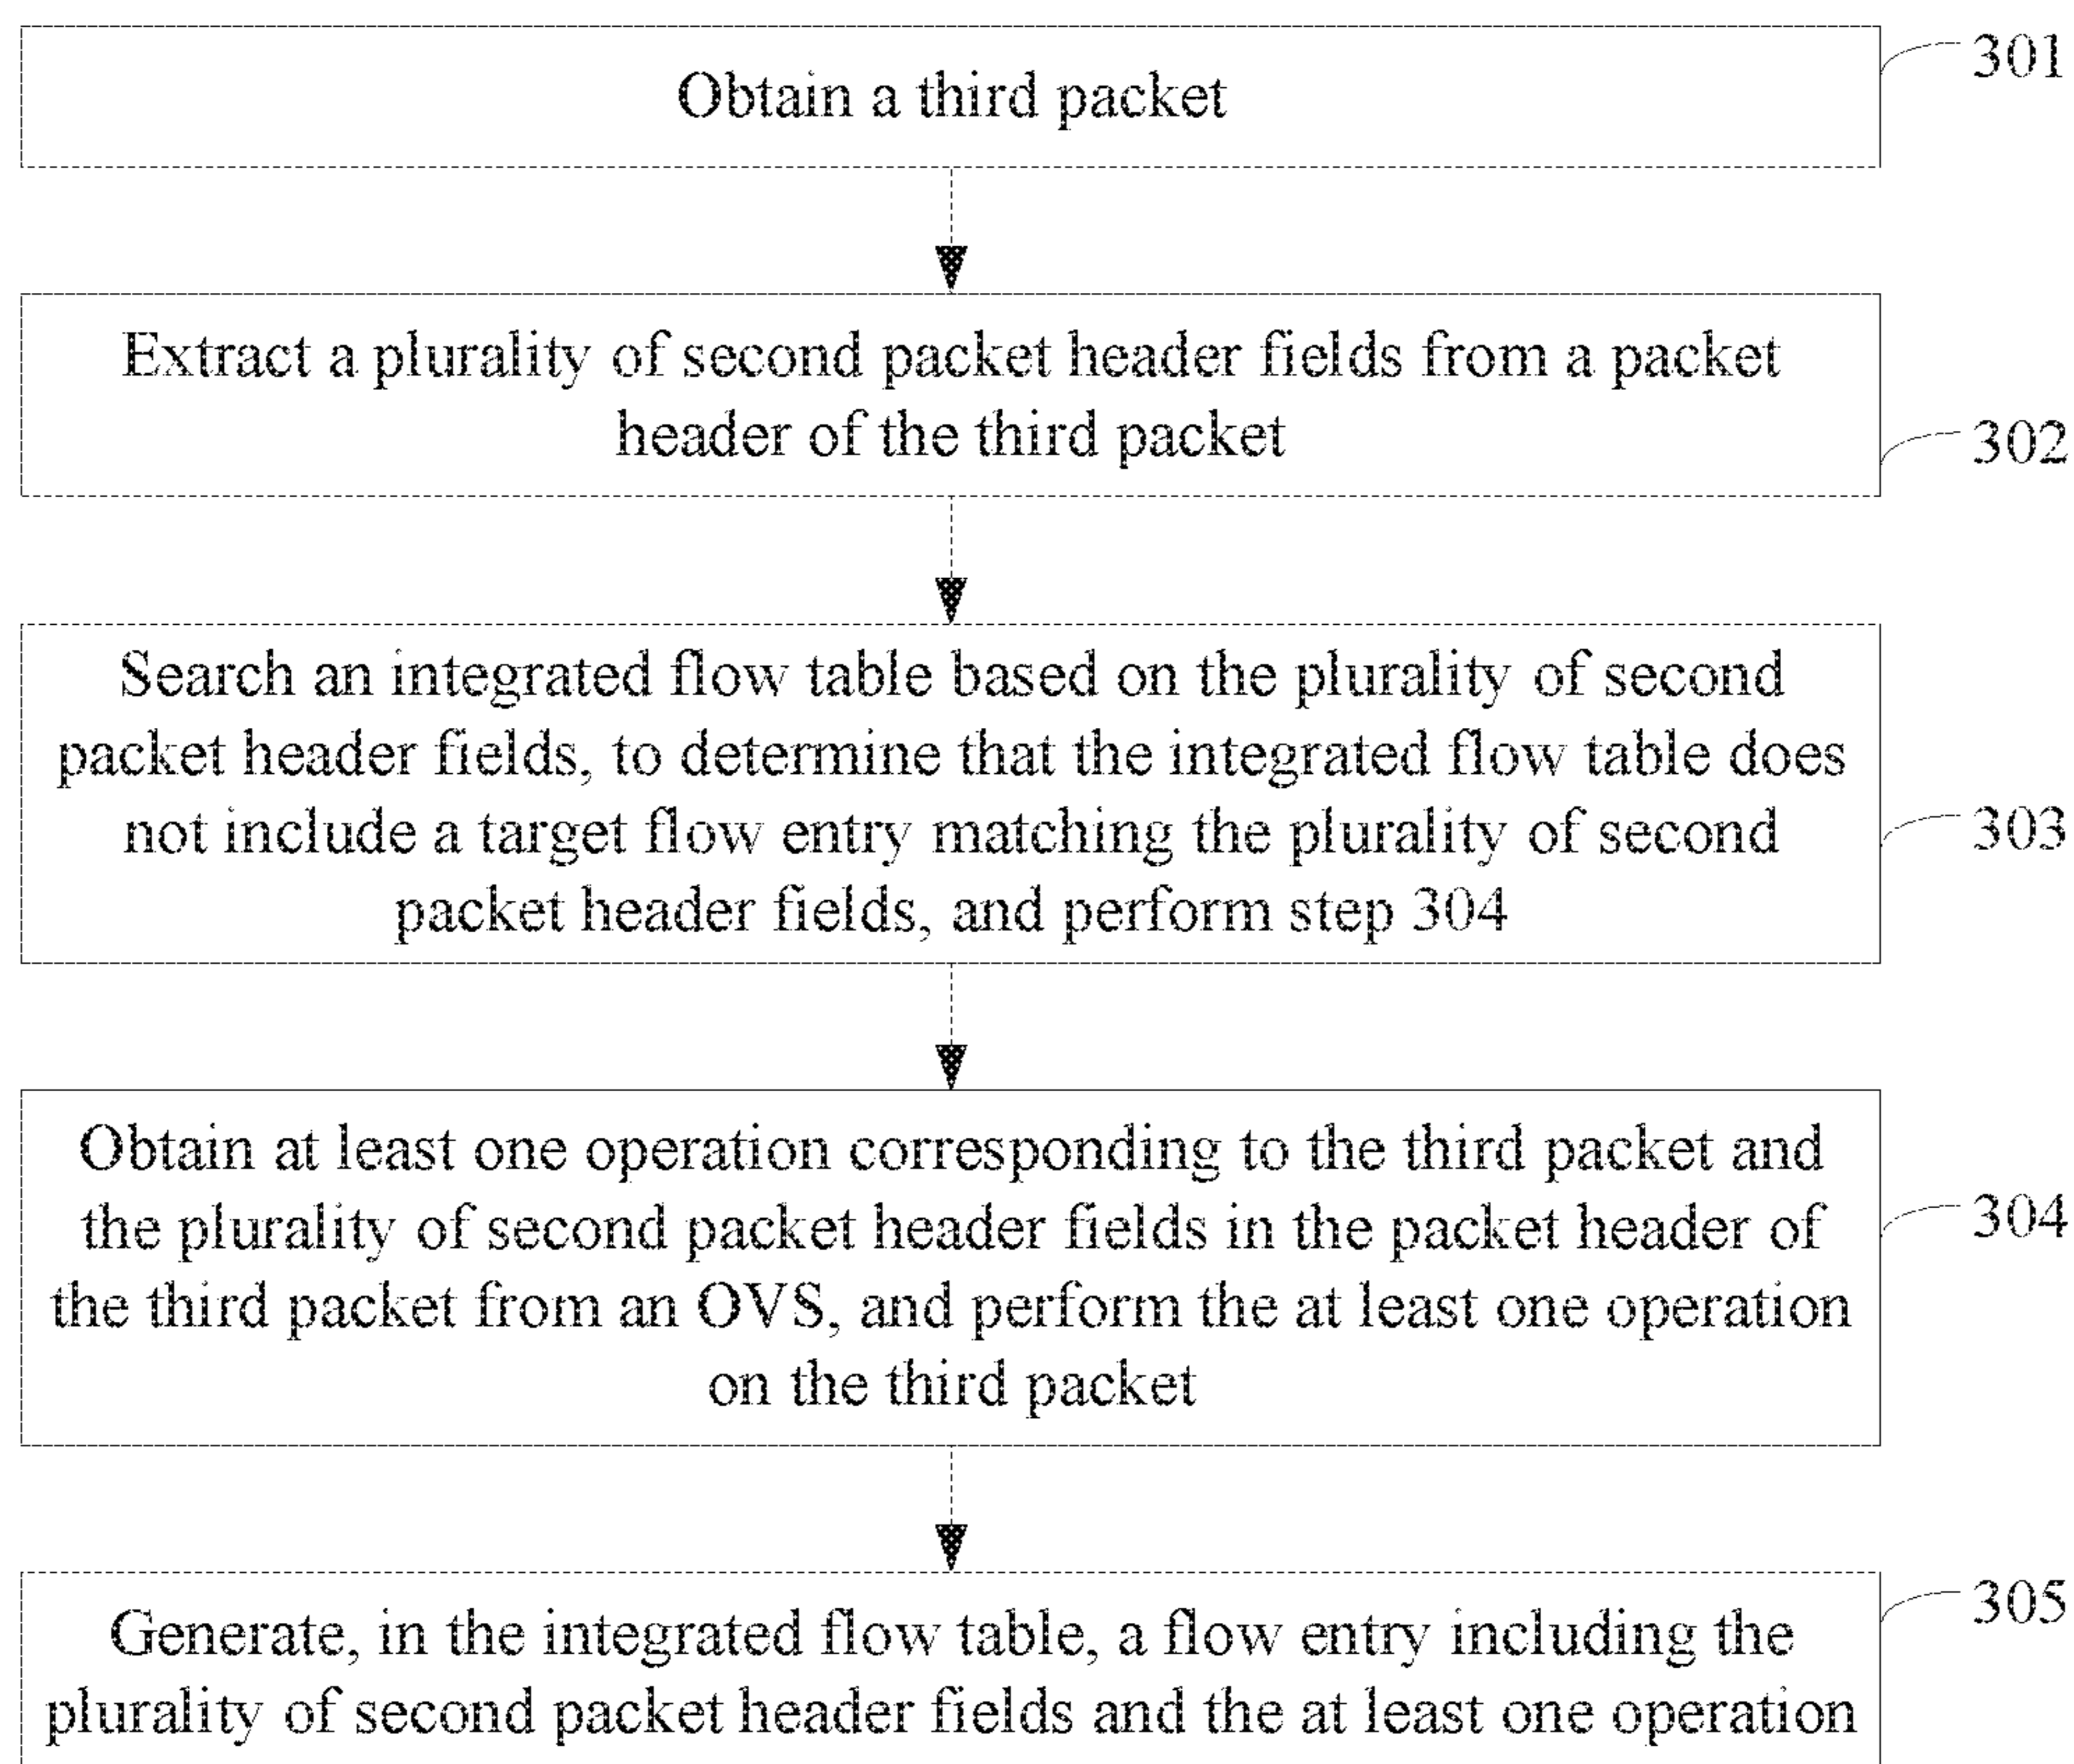 Obtain a third packet
301
Extract a plurality of second packet header fields from a packet
header of the third packet
302
Search an integrated flow table based on the plurality of second
packet header fields, to determine that the integrated flow table does
not include a target flow entry matching the plurality of second
packet header fields, and perform step 304
303
Obtain at least one operation corresponding to the third packet and
the plurality of second packet header fields in the packet header of
the third packet from an OVS, and perform the at least one operation
on the third packet
304
Generate, in the integrated flow table, a flow entry including the
plurality of second packet header fields and the at least one operation
305